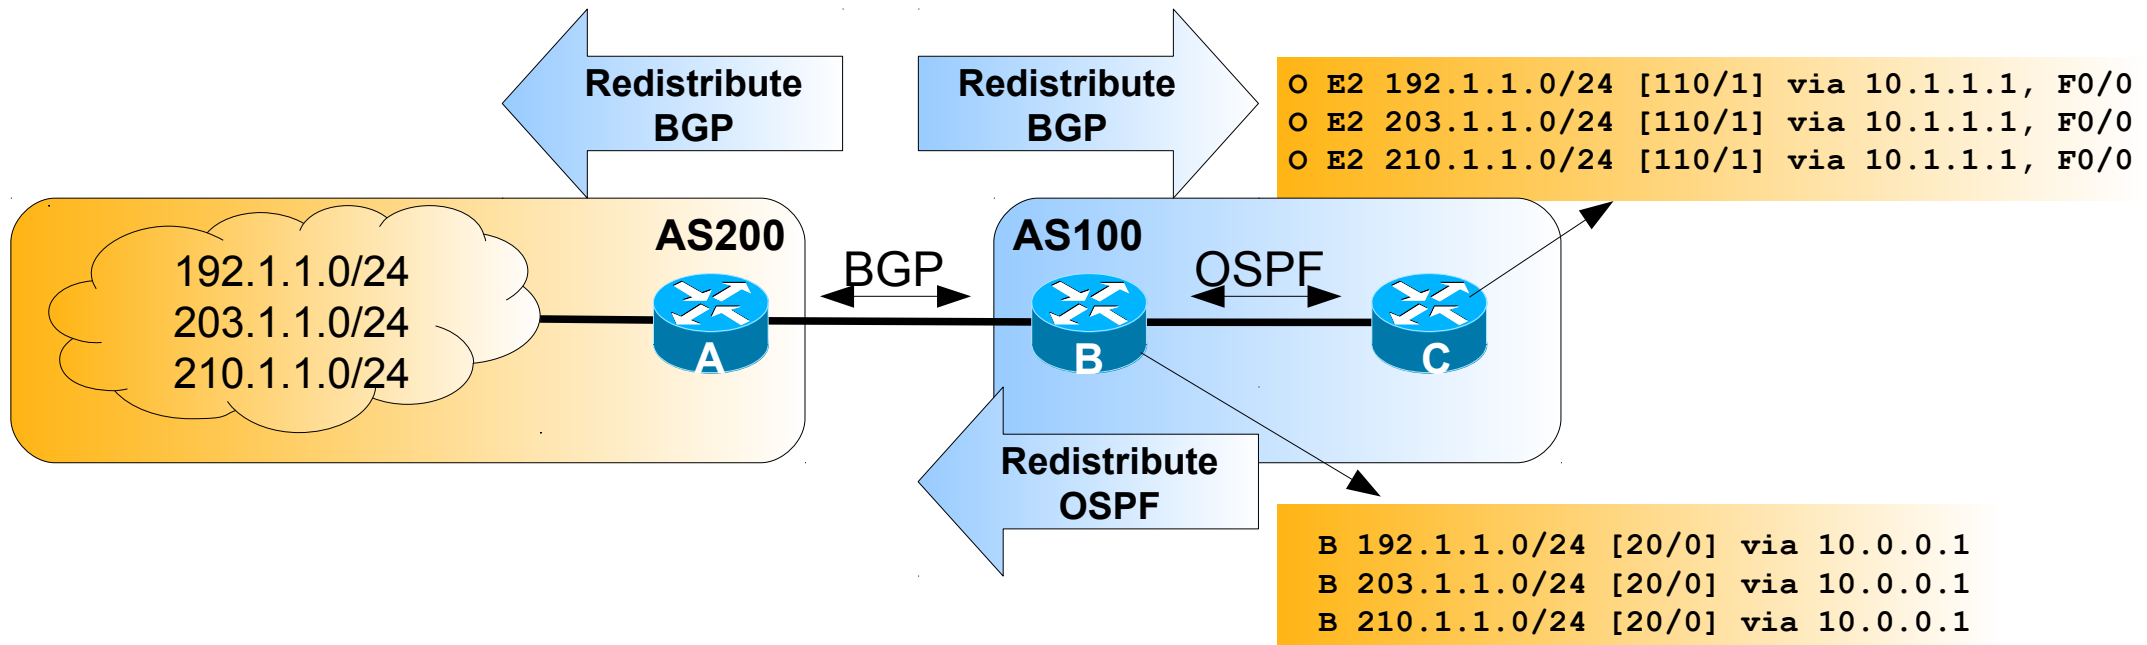 Redistribute
BGP
Redistribute
BGP
O E2 192.1.1.0/24 [110/1] via 10.1.1.1, F0/0
O E2 203.1.1.0/24 [110/1] via 10.1.1.1, F0/0
O E2 210.1.1.0/24 [110/1] via 10.1.1.1, F0/0
AS200
AS100
192.1.1.0/24
203.1.1.0/24
210.1.1.0/24
BGP
OSPF
A
B
C
Redistribute
OSPF
B 192.1.1.0/24 [20/0] via 10.0.0.1
B 203.1.1.0/24 [20/0] via 10.0.0.1
B 210.1.1.0/24 [20/0] via 10.0.0.1